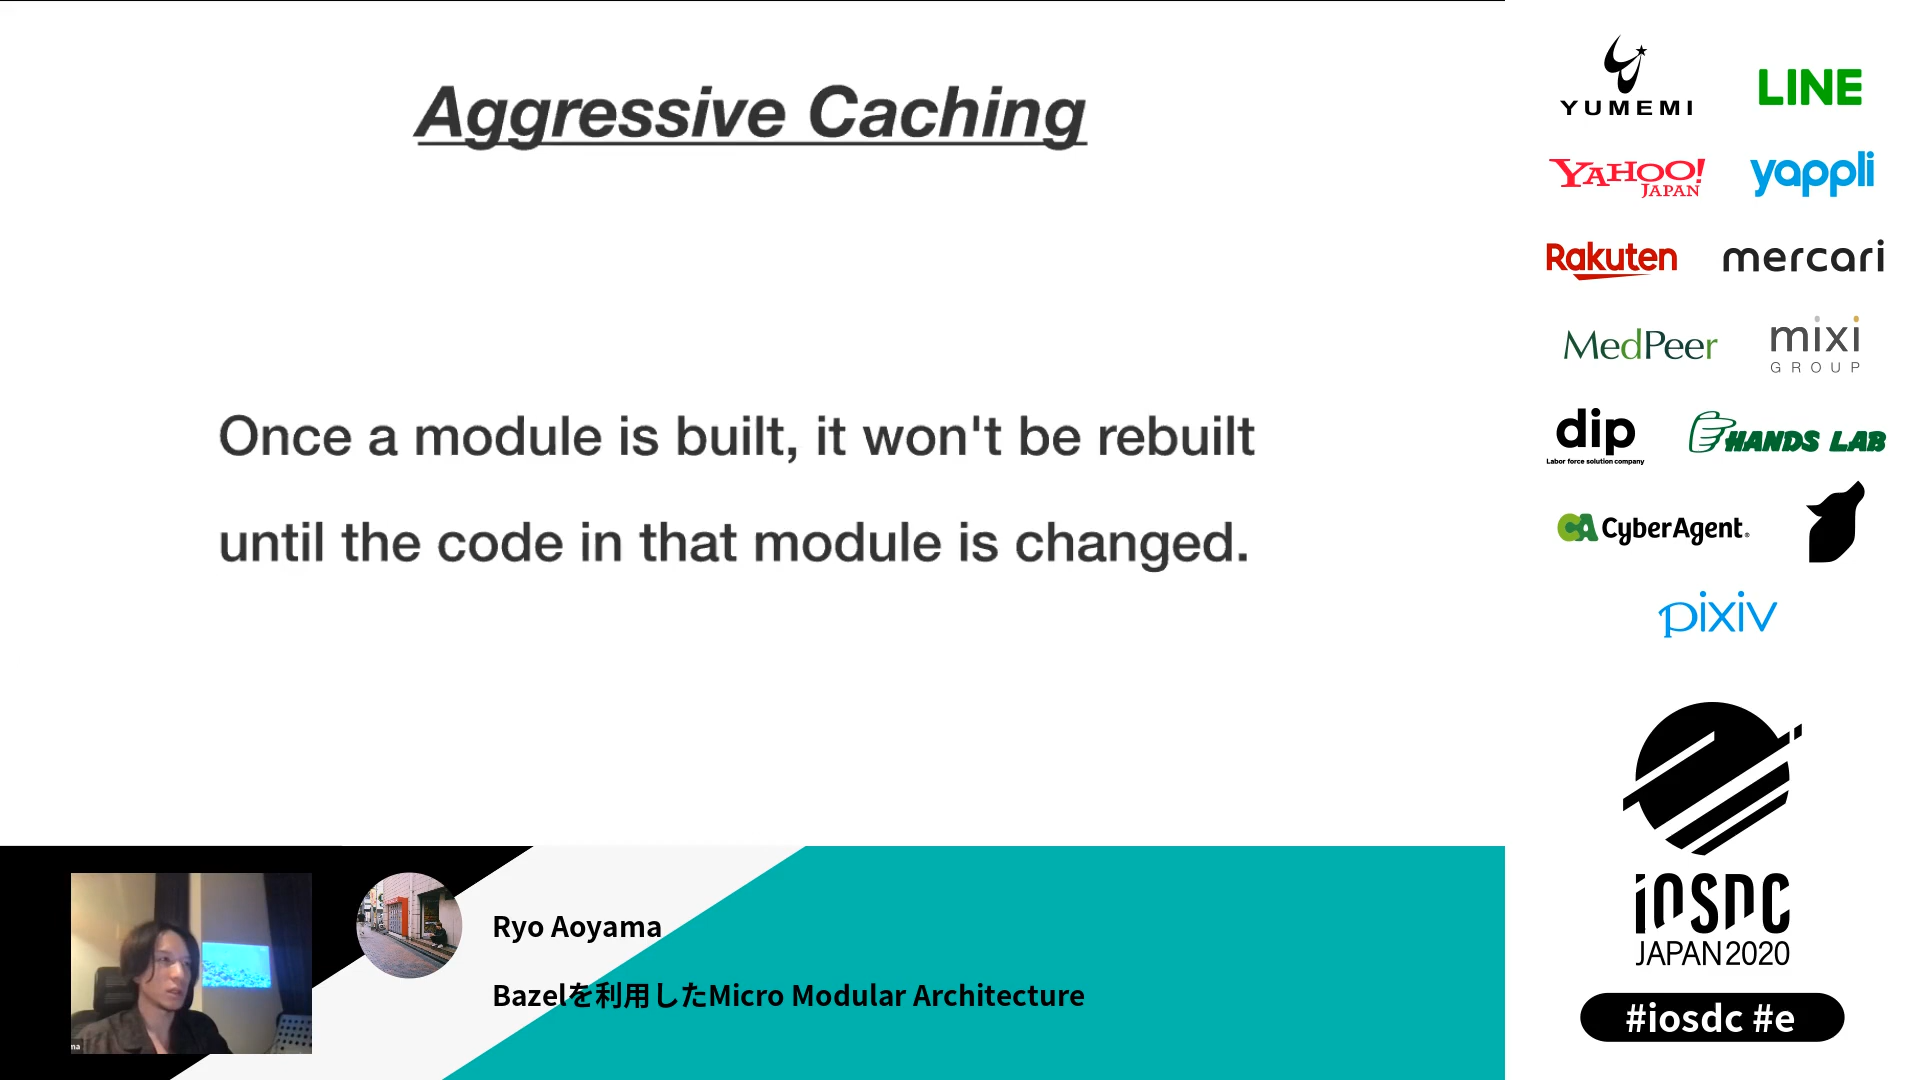 Aggressive Caching
Once a module is built, it won't be rebuilt
until the code in that module is changed.
Ryo Aoyama
Bazelを利用したMicro Modular Architecture
ma
YUMEMI
LINE
YAHOO!
JAPAN
yappli
Rakuten
mercari
MedPeer
mixi
GROUP
dip
Labor force solution company
HANDS LAB
CA CyberAgent.
pixiv
iOSDC
JAPAN 2020
#iosdc #e